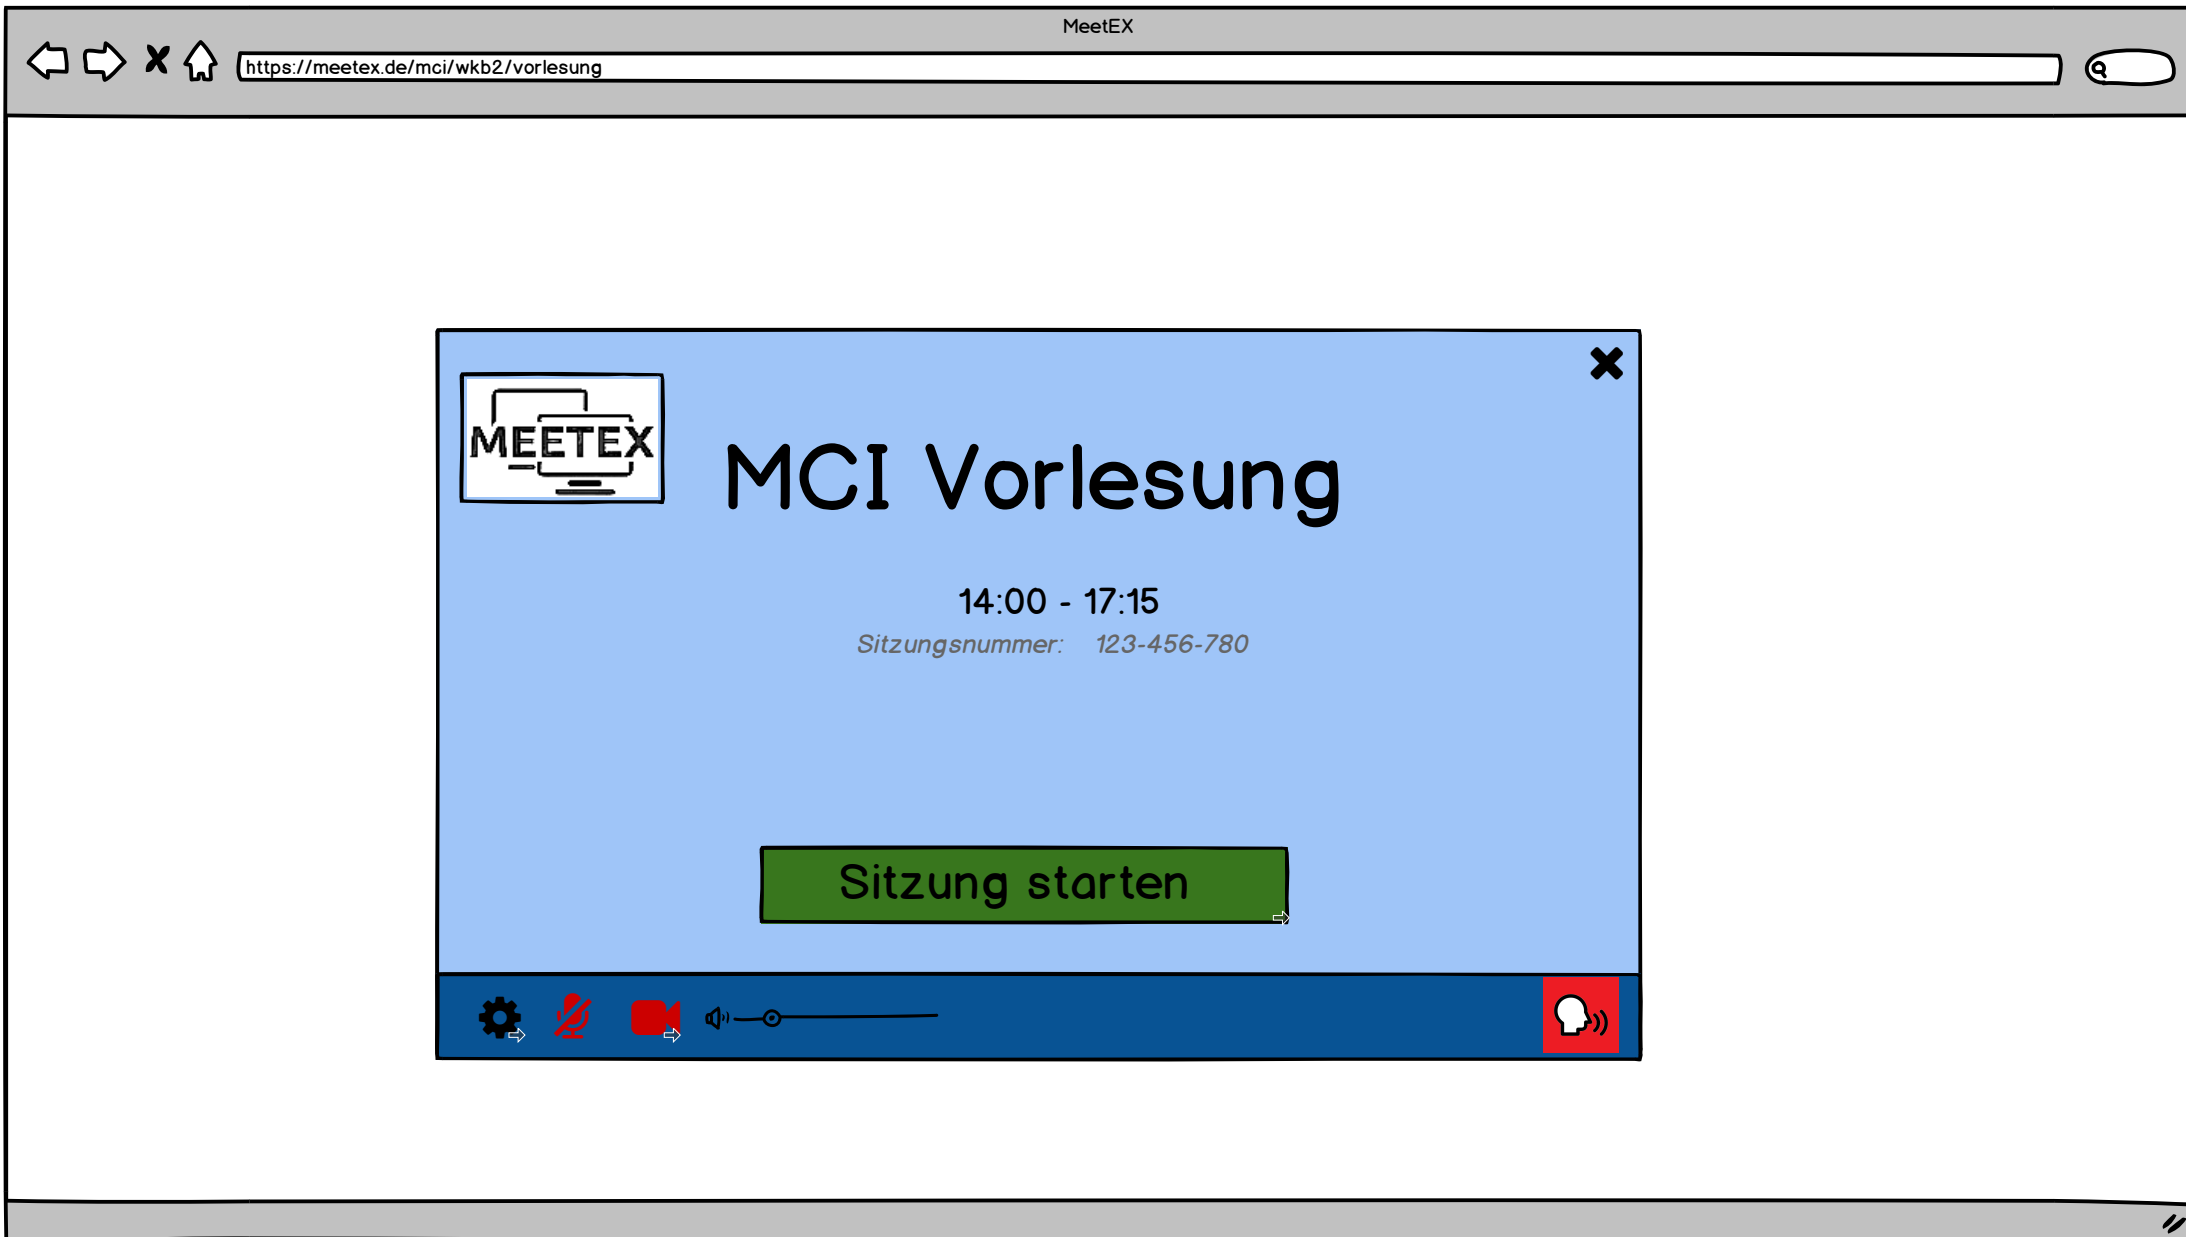 MeetEX
https://meetex.de/mci/wkb2/vorlesung
MEETEX
MCI Vorlesung
14:00 - 17:15
Sitzungsnummer: 123-456-780
Sitzung starten